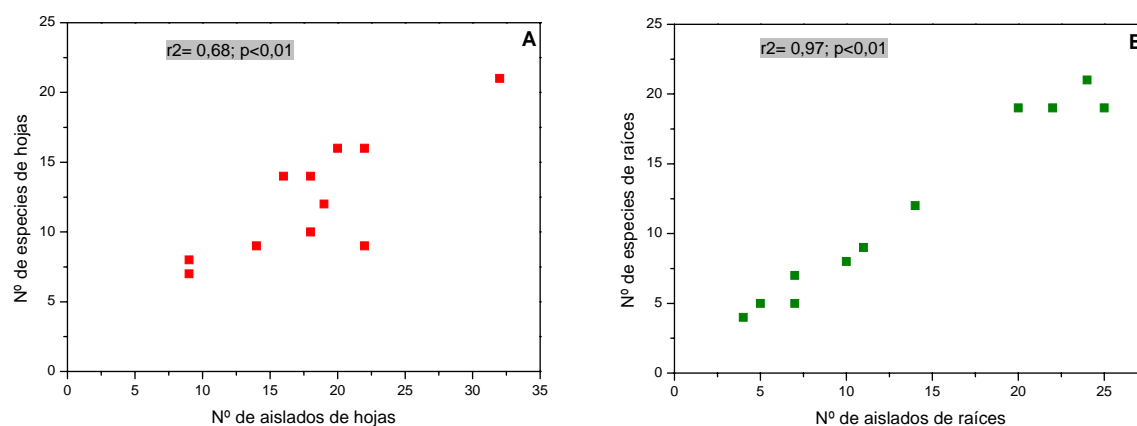 A
r2= 0,68; p<0,01
Nº de especies de hojas
25
20
15
10
5
0
0 5 10 15 20 25 30 35
Nº de aislados de hojas
r2= 0,97; p<0,01
Nº de especies de raíces
25
20
15
10
5
0
0 5 10 15 20 25
Nº de aislados de raíces